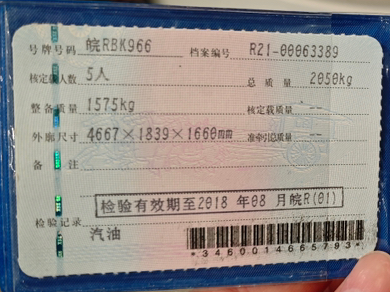 号牌号码 皖RBK966 档案编号 R21-00063389
核定载人数 5人 总质量 2050kg
整备质量 1575kg 核定载质量 --
外廓尺寸 4667×1839×1660mm 准牵引总质量 --
备注
检验有效期至2018 年08 月皖R(01)
检验记录
汽油
*3460014665793*